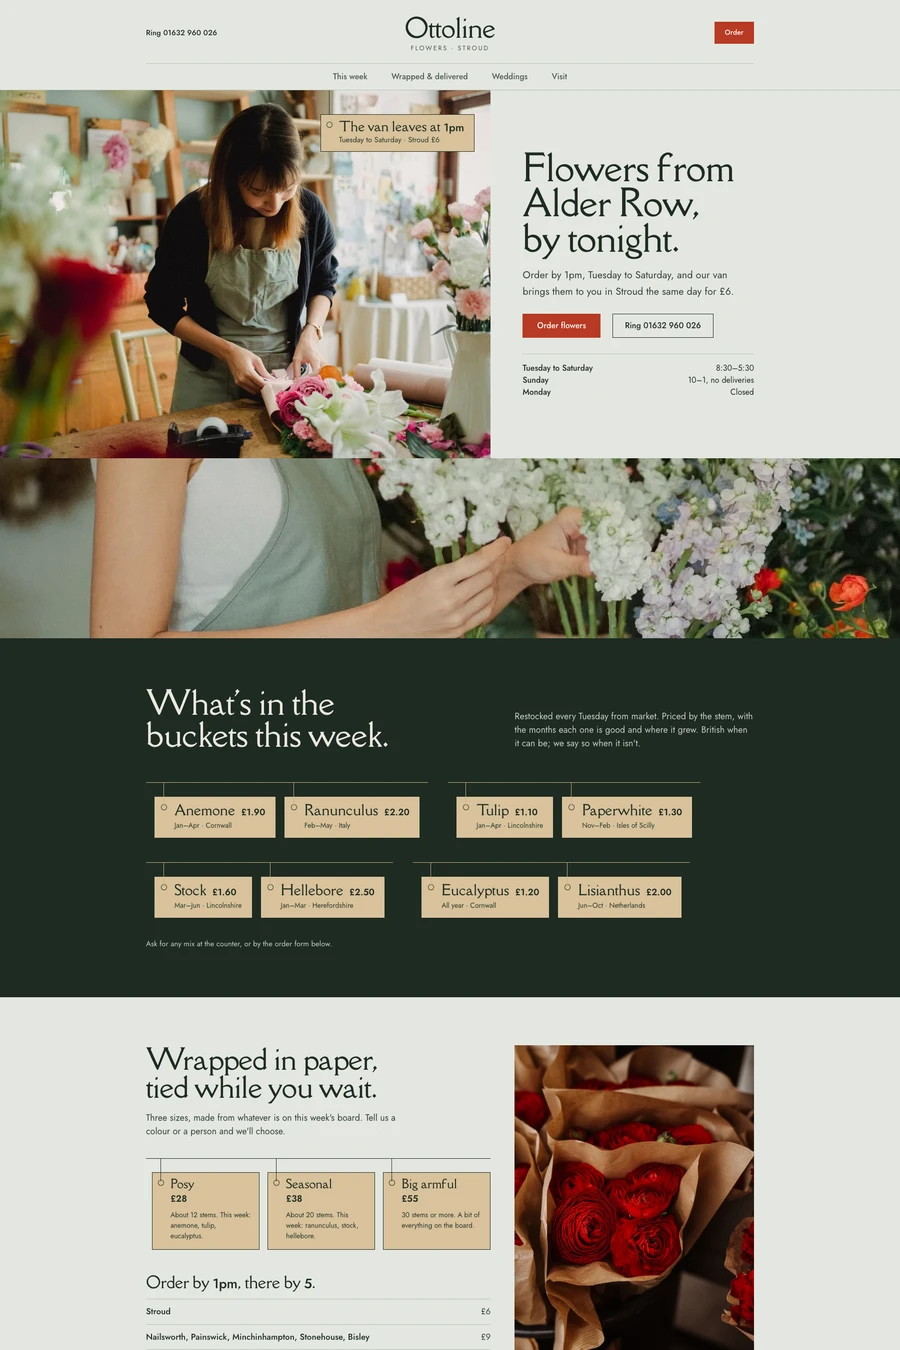 Ring 01632 960 026
Ottoline
FLOWERS · STROUD
Order
This week
Wrapped & delivered
Weddings
Visit
The van leaves at 1pm
Tuesday to Saturday · Stroud £6
Flowers from
Alder Row,
by tonight.
Order by 1pm, Tuesday to Saturday, and our van
brings them to you in Stroud the same day for £6.
Order flowers
Ring 01632 960 026
Tuesday to Saturday 8:30–5:30
Sunday 10–1, no deliveries
Monday Closed
What's in the
buckets this week.
Restocked every Tuesday from market. Priced by the stem, with
the months each one is good and where it grew. British when
it can be; we say so when it isn't.
Anemone £1.90
Jan–Apr · Cornwall
Ranunculus £2.20
Feb–May · Italy
Tulip £1.10
Jan–Apr · Lincolnshire
Paperwhite £1.30
Nov–Feb · Isles of Scilly
Stock £1.60
Mar–Jun · Lincolnshire
Hellebore £2.50
Jan–Mar · Herefordshire
Eucalyptus £1.20
All year · Cornwall
Lisianthus £2.00
Jun–Oct · Netherlands
Ask for any mix at the counter, or by the order form below.
Wrapped in paper,
tied while you wait.
Three sizes, made from whatever is on this week's board. Tell us a
colour or a person and we'll choose.
Posy
£28
About 12 stems. This week:
anemone, tulip,
eucalyptus.
Seasonal
£38
About 20 stems. This
week: ranunculus, stock,
hellebore.
Big armful
£55
30 stems or more. A bit of
everything on the board.
Order by 1pm, there by 5.
Stroud £6
Nailsworth, Painswick, Minchinhampton, Stonehouse, Bisley £9